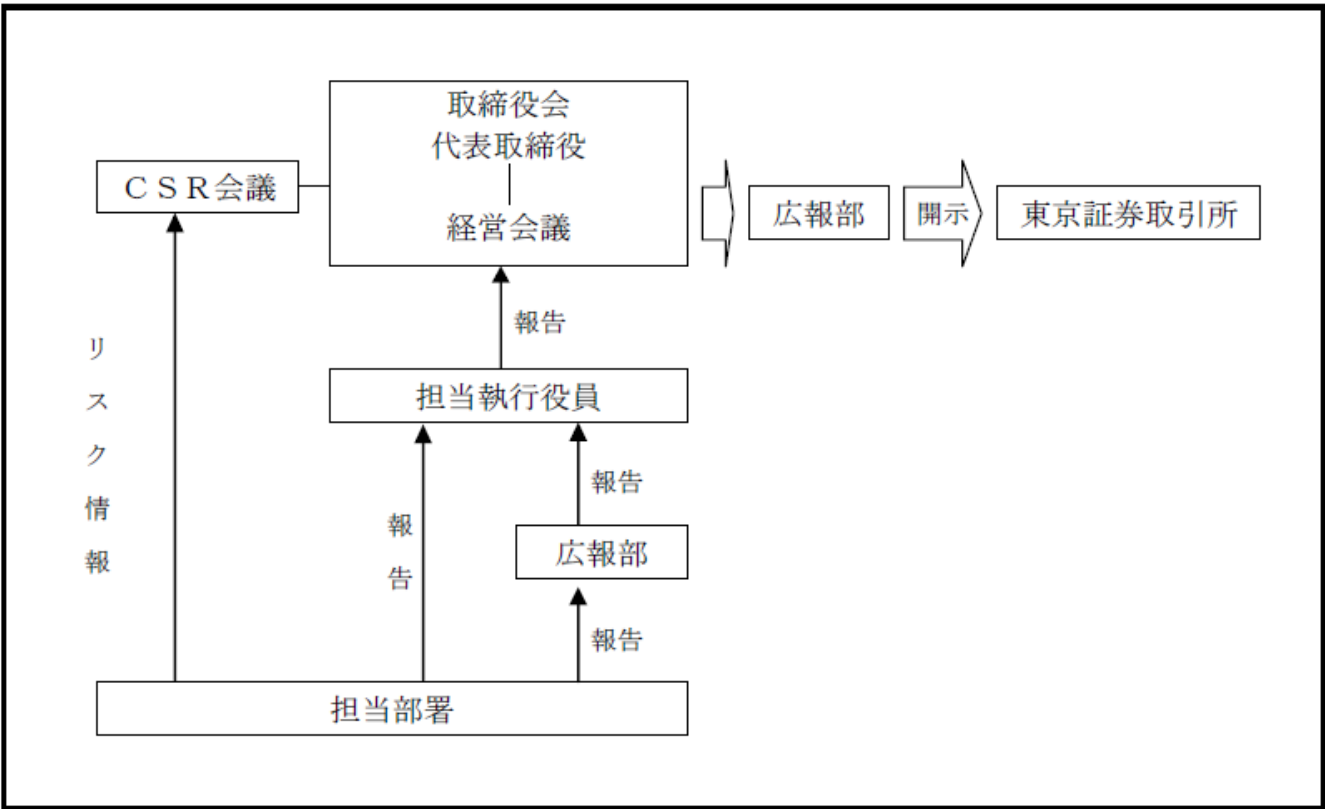 取締役会
代表取締役
経営会議
ＣＳＲ会議
広報部
開示
東京証券取引所
報告
リスク情報
担当執行役員
報告
報告
広報部
報告
担当部署